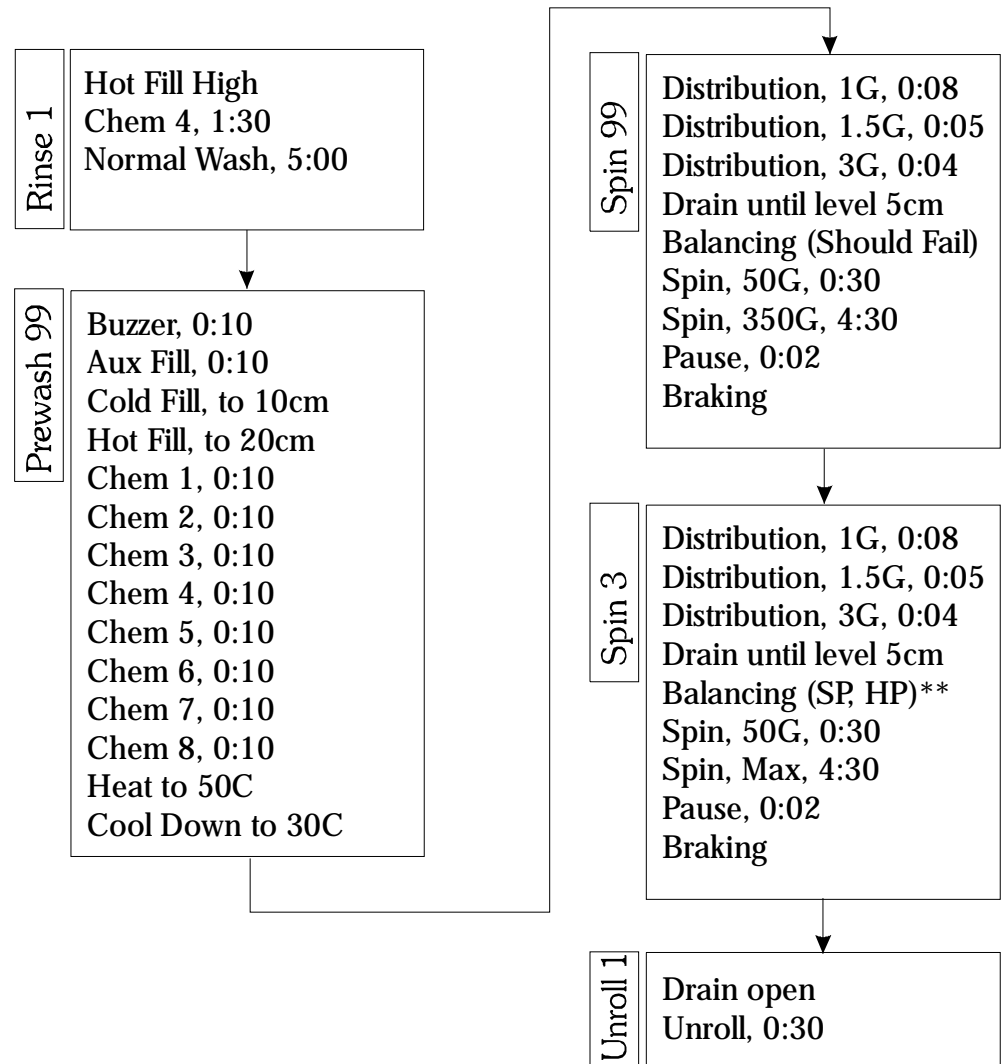 Rinse 1
Hot Fill High
Chem 4, 1:30
Normal Wash, 5:00
Prewash 99
Buzzer, 0:10
Aux Fill, 0:10
Cold Fill, to 10cm
Hot Fill, to 20cm
Chem 1, 0:10
Chem 2, 0:10
Chem 3, 0:10
Chem 4, 0:10
Chem 5, 0:10
Chem 6, 0:10
Chem 7, 0:10
Chem 8, 0:10
Heat to 50C
Cool Down to 30C
Spin 99
Distribution, 1G, 0:08
Distribution, 1.5G, 0:05
Distribution, 3G, 0:04
Drain until level 5cm
Balancing (Should Fail)
Spin, 50G, 0:30
Spin, 350G, 4:30
Pause, 0:02
Braking
Spin 3
Distribution, 1G, 0:08
Distribution, 1.5G, 0:05
Distribution, 3G, 0:04
Drain until level 5cm
Balancing (SP, HP)**
Spin, 50G, 0:30
Spin, Max, 4:30
Pause, 0:02
Braking
Unroll 1
Drain open
Unroll, 0:30